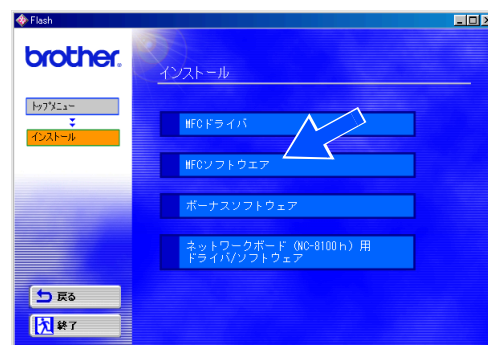 Flash
brother.
インストール
トップメニュー
インストール
MFCドライバ
MFCソフトウエア
ボーナスソフトウェア
ネットワークボード (NC-8100h) 用
ドライバ/ソフトウェア
戻る
終了